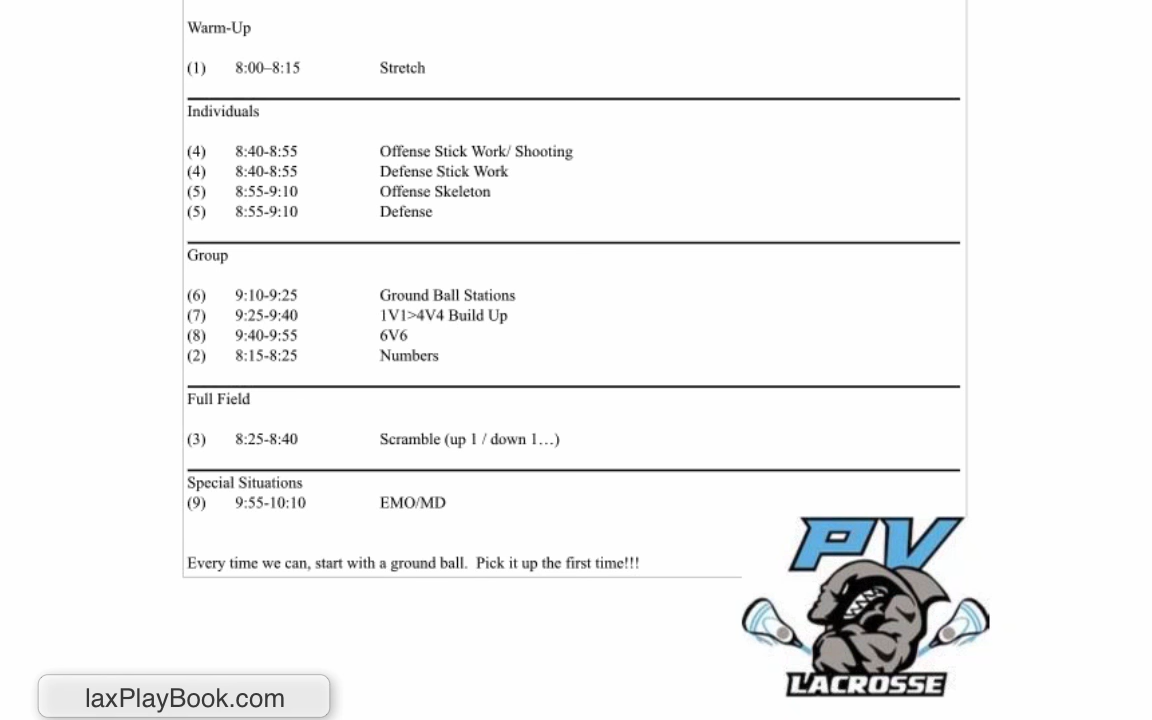 Warm-Up
(1) 8:00–8:15 Stretch
Individuals
(4) 8:40-8:55 Offense Stick Work/ Shooting
(4) 8:40-8:55 Defense Stick Work
(5) 8:55-9:10 Offense Skeleton
(5) 8:55-9:10 Defense
Group
(6) 9:10-9:25 Ground Ball Stations
(7) 9:25-9:40 1V1>4V4 Build Up
(8) 9:40-9:55 6V6
(2) 8:15-8:25 Numbers
Full Field
(3) 8:25-8:40 Scramble (up 1 / down 1…)
Special Situations
(9) 9:55-10:10 EMO/MD
Every time we can, start with a ground ball.  Pick it up the first time!!!
PV
LACROSSE
laxPlayBook.com